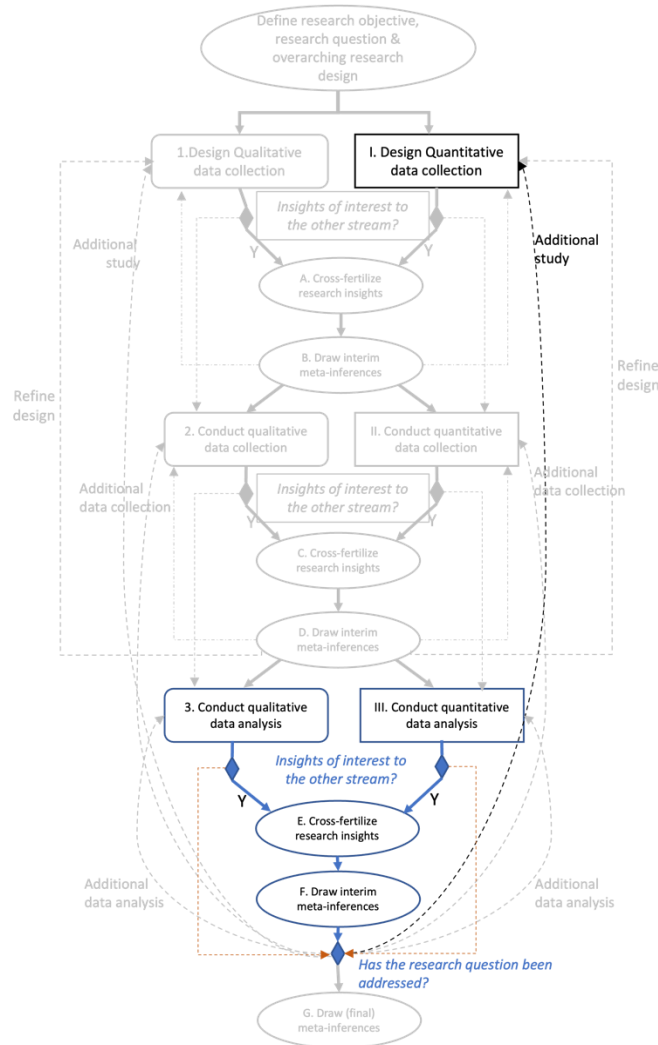 Define research objective,
research question &
overarching research
design
1.Design Qualitative
data collection
I. Design Quantitative
data collection
Insights of interest to
the other stream?
Y
Y
Additional
study
Additional
study
A. Cross-fertilize
research insights
B. Draw interim
meta-inferences
Refine
design
Refine
design
2. Conduct qualitative
data collection
II. Conduct quantitative
data collection
Insights of interest to
the other stream?
Y
Y
Additional
data collection
Additional
data collection
C. Cross-fertilize
research insights
D. Draw interim
meta-inferences
3. Conduct qualitative
data analysis
III. Conduct quantitative
data analysis
Insights of interest to
the other stream?
Y
Y
E. Cross-fertilize
research insights
F. Draw interim
meta-inferences
Additional
data analysis
Additional
data analysis
Has the research question been
addressed?
G. Draw (final)
meta-inferences